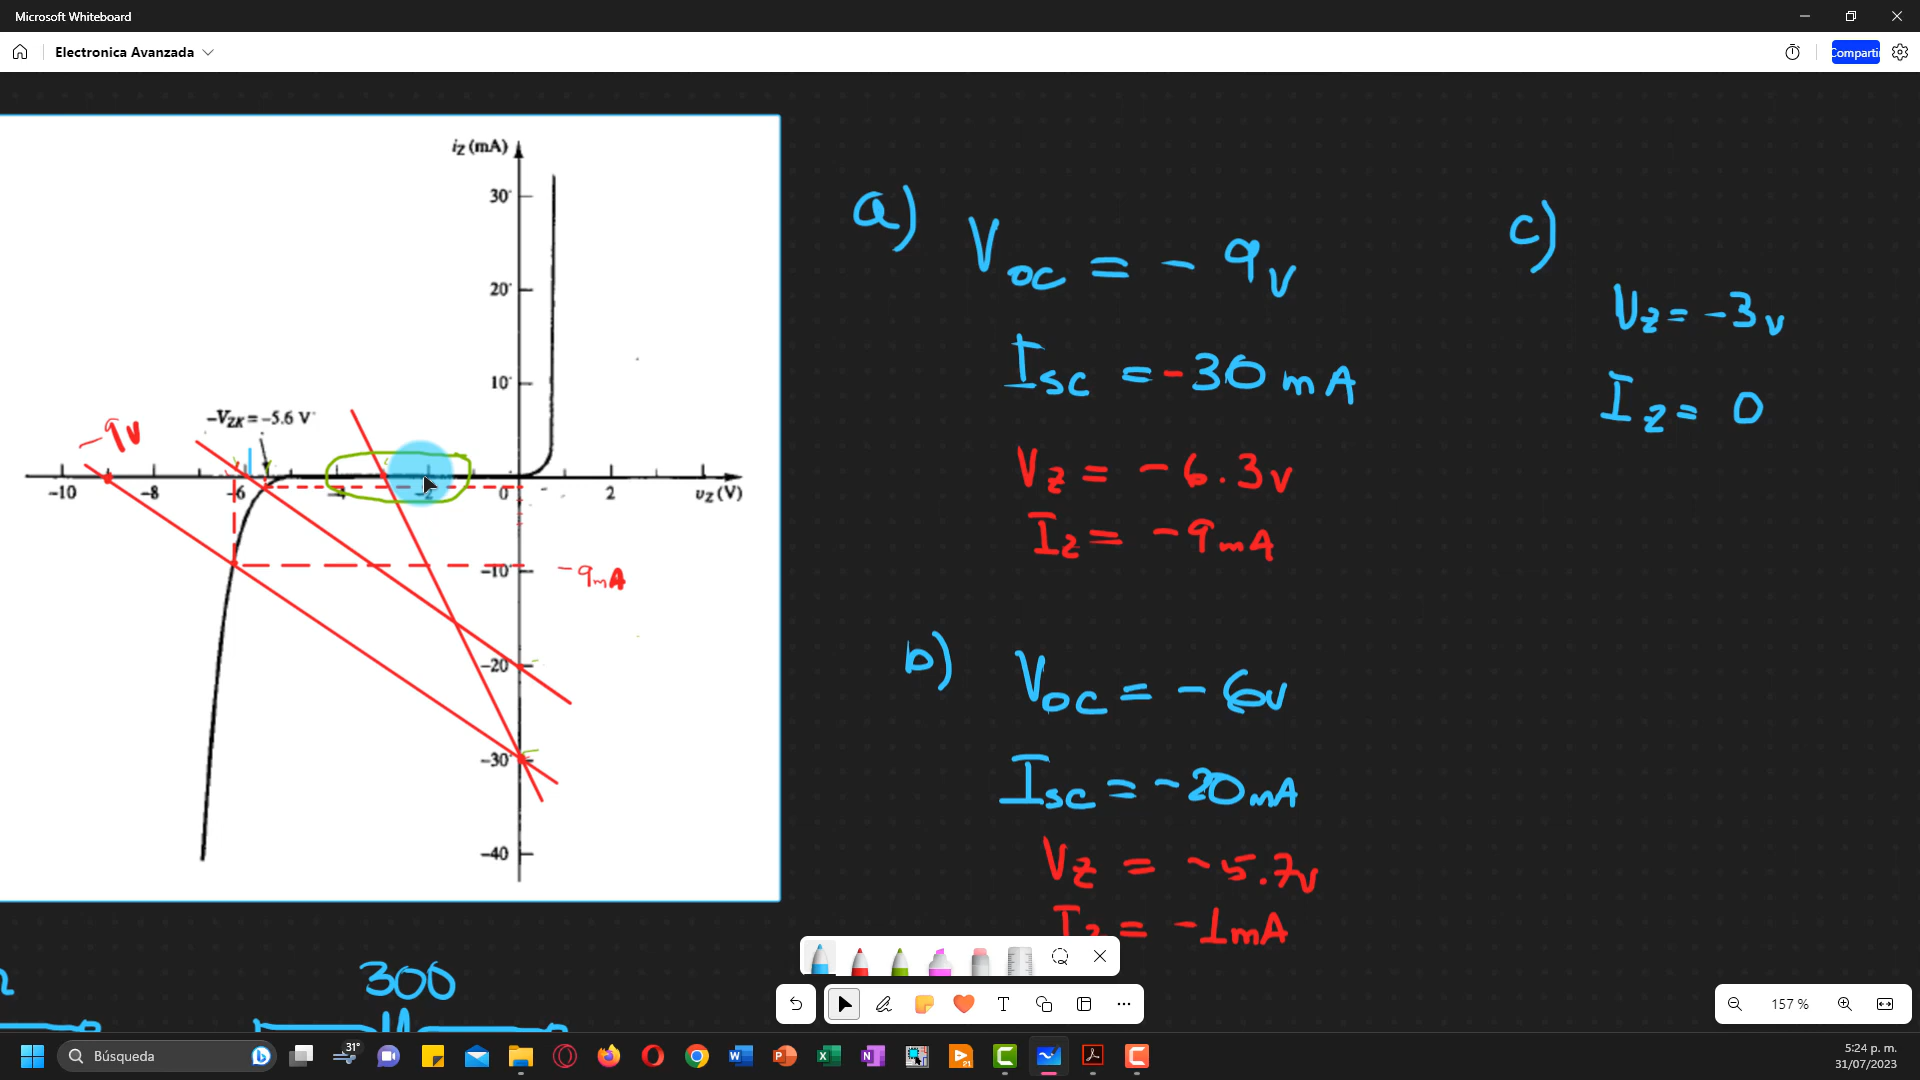 Microsoft Whiteboard
Electronica Avanzada
Comparti
iz (mA)
30
20
10
-VZK = -5.6 V
-9V
-10 -8 -6 -4 -2 0 2 vz (V)
-10
-9mA
-20
-30
-40
a)
Voc = -9v
Isc = -30 mA
Vz = -6.3v
Iz = -9mA
b)
Voc = -6v
Isc = -20mA
Vz = -5.7v
Iz = -1mA
c)
Vz = -3v
Iz = 0
300
157 %
31°
Búsqueda
5:24 p. m.
31/07/2023